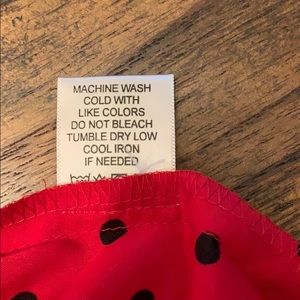 MACHINE WASH
COLD WITH
LIKE COLORS
DO NOT BLEACH
TUMBLE DRY LOW
COOL IRON
IF NEEDED